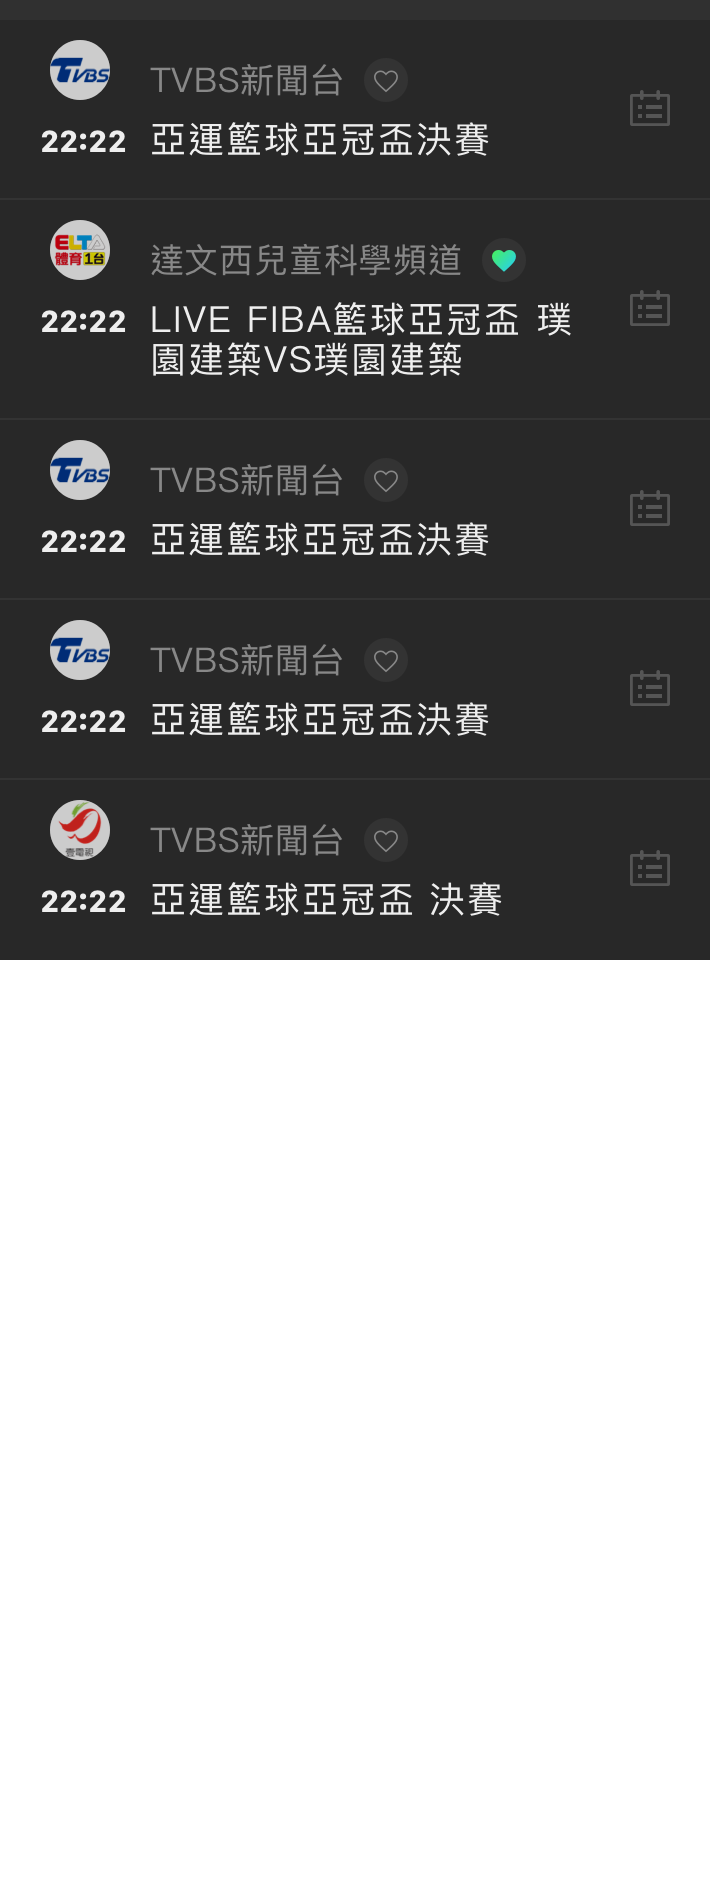 TVBS
TVBS新聞台
22:22 亞運籃球亞冠盃決賽
ELTA
體育1台
達文西兒童科學頻道
22:22 LIVE FIBA籃球亞冠盃 璞
園建築VS璞園建築
TVBS
TVBS新聞台
22:22 亞運籃球亞冠盃決賽
TVBS
TVBS新聞台
22:22 亞運籃球亞冠盃決賽
壹電視
TVBS新聞台
22:22 亞運籃球亞冠盃 決賽